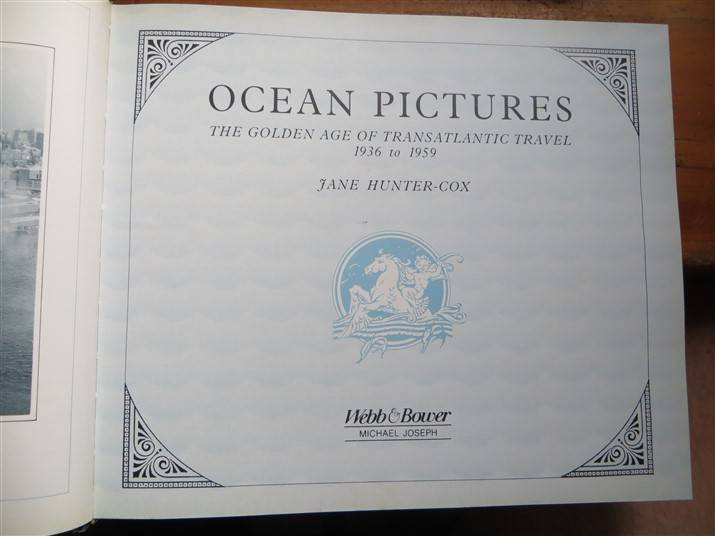 OCEAN PICTURES
THE GOLDEN AGE OF TRANSATLANTIC TRAVEL
1936 to 1959
JANE HUNTER-COX
Webb & Bower
MICHAEL JOSEPH